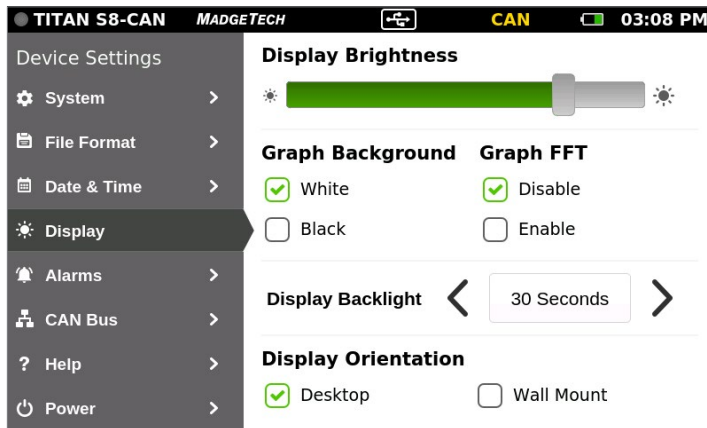 TITAN S8-CAN MADGETECH CAN 03:08 PM
Device Settings
System
File Format
Date & Time
Display
Alarms
CAN Bus
? Help
Power
Display Brightness
Graph Background Graph FFT
White Disable
Black Enable
Display Backlight 30 Seconds
Display Orientation
Desktop Wall Mount